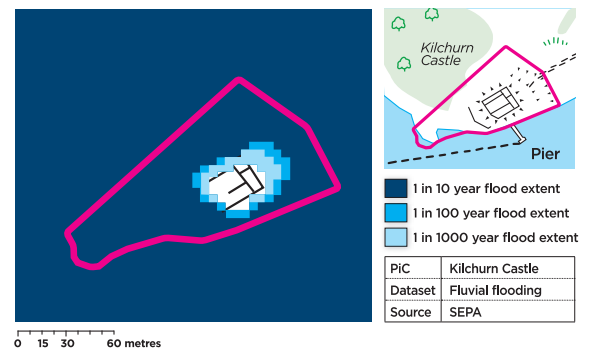 Kilchurn
Castle
Pier
1 in 10 year flood extent
1 in 100 year flood extent
1 in 1000 year flood extent
PiC Kilchurn Castle
Dataset Fluvial flooding
Source SEPA
0 15 30 60 metres